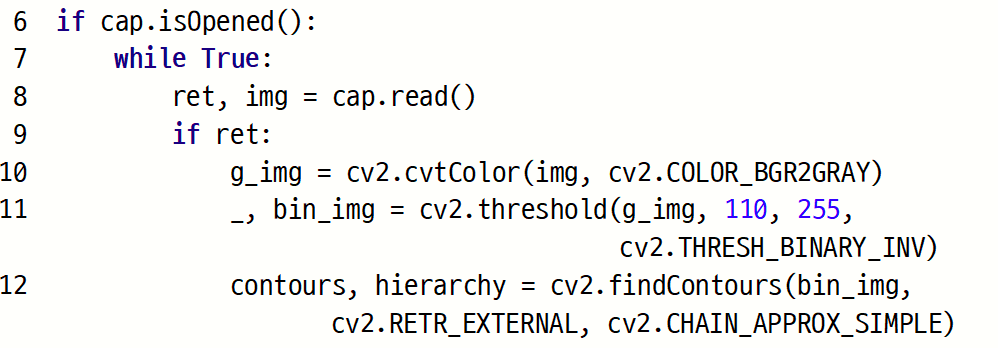 6 if cap.isOpened():
7     while True:
8         ret, img = cap.read()
9         if ret:
10             g_img = cv2.cvtColor(img, cv2.COLOR_BGR2GRAY)
11             _, bin_img = cv2.threshold(g_img, 110, 255,
                                        cv2.THRESH_BINARY_INV)
12             contours, hierarchy = cv2.findContours(bin_img,
                    cv2.RETR_EXTERNAL, cv2.CHAIN_APPROX_SIMPLE)